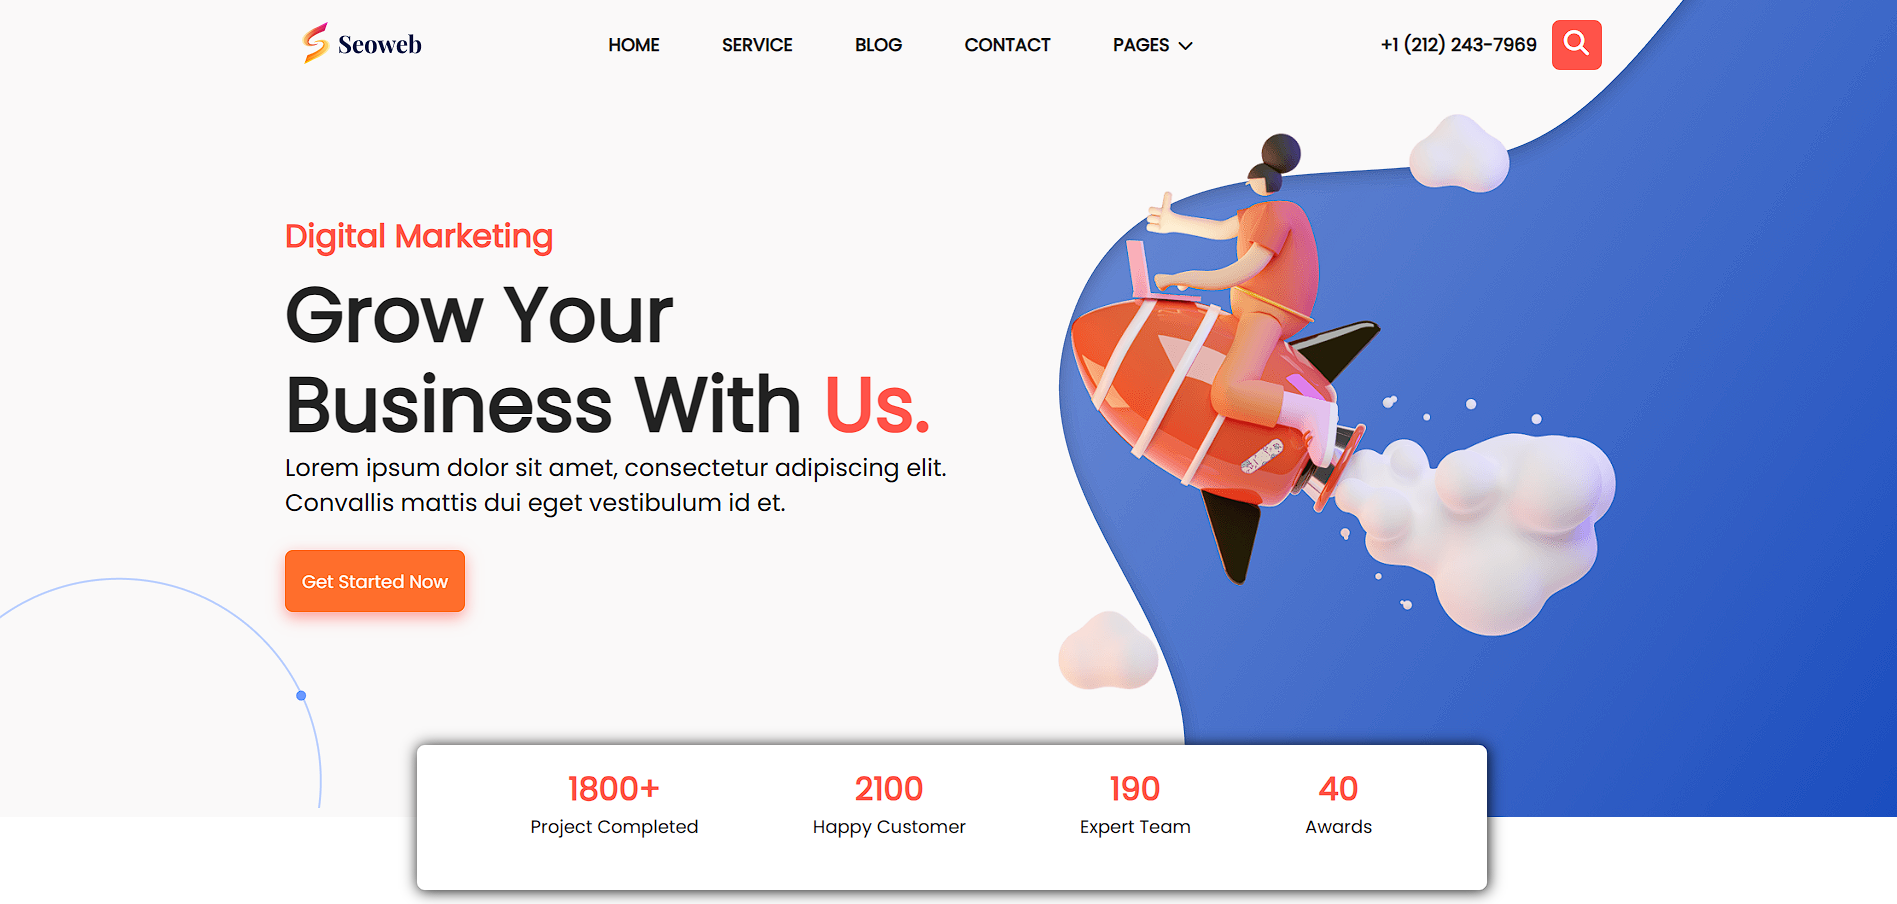 Seoweb
HOME
SERVICE
BLOG
CONTACT
PAGES
+1 (212) 243-7969
Digital Marketing
Grow Your
Business With Us.
Lorem ipsum dolor sit amet, consectetur adipiscing elit.
Convallis mattis dui eget vestibulum id et.
Get Started Now
1800+
Project Completed
2100
Happy Customer
190
Expert Team
40
Awards